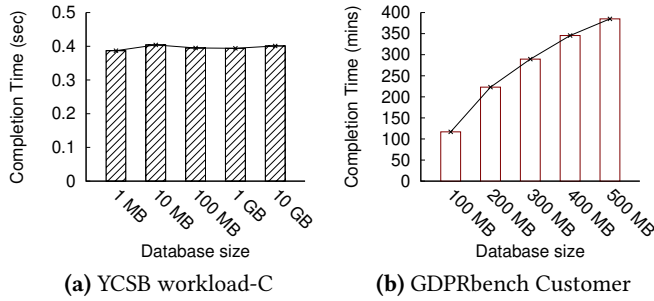 Completion Time (sec)
0.5
0.4
0.3
0.2
0.1
0
1 MB
10 MB
100 MB
1 GB
10 GB
Database size
(a) YCSB workload-C
Completion Time (mins)
400
350
300
250
200
150
100
50
0
100 MB
200 MB
300 MB
400 MB
500 MB
Database size
(b) GDPRbench Customer